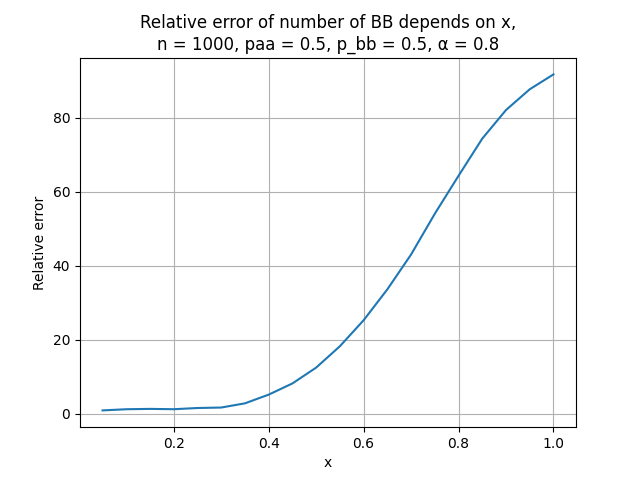 Relative error of number of BB depends on x,
n = 1000, paa = 0.5, p_bb = 0.5, α = 0.8
80
60
40
20
0
Relative error
0.2 0.4 0.6 0.8 1.0
x